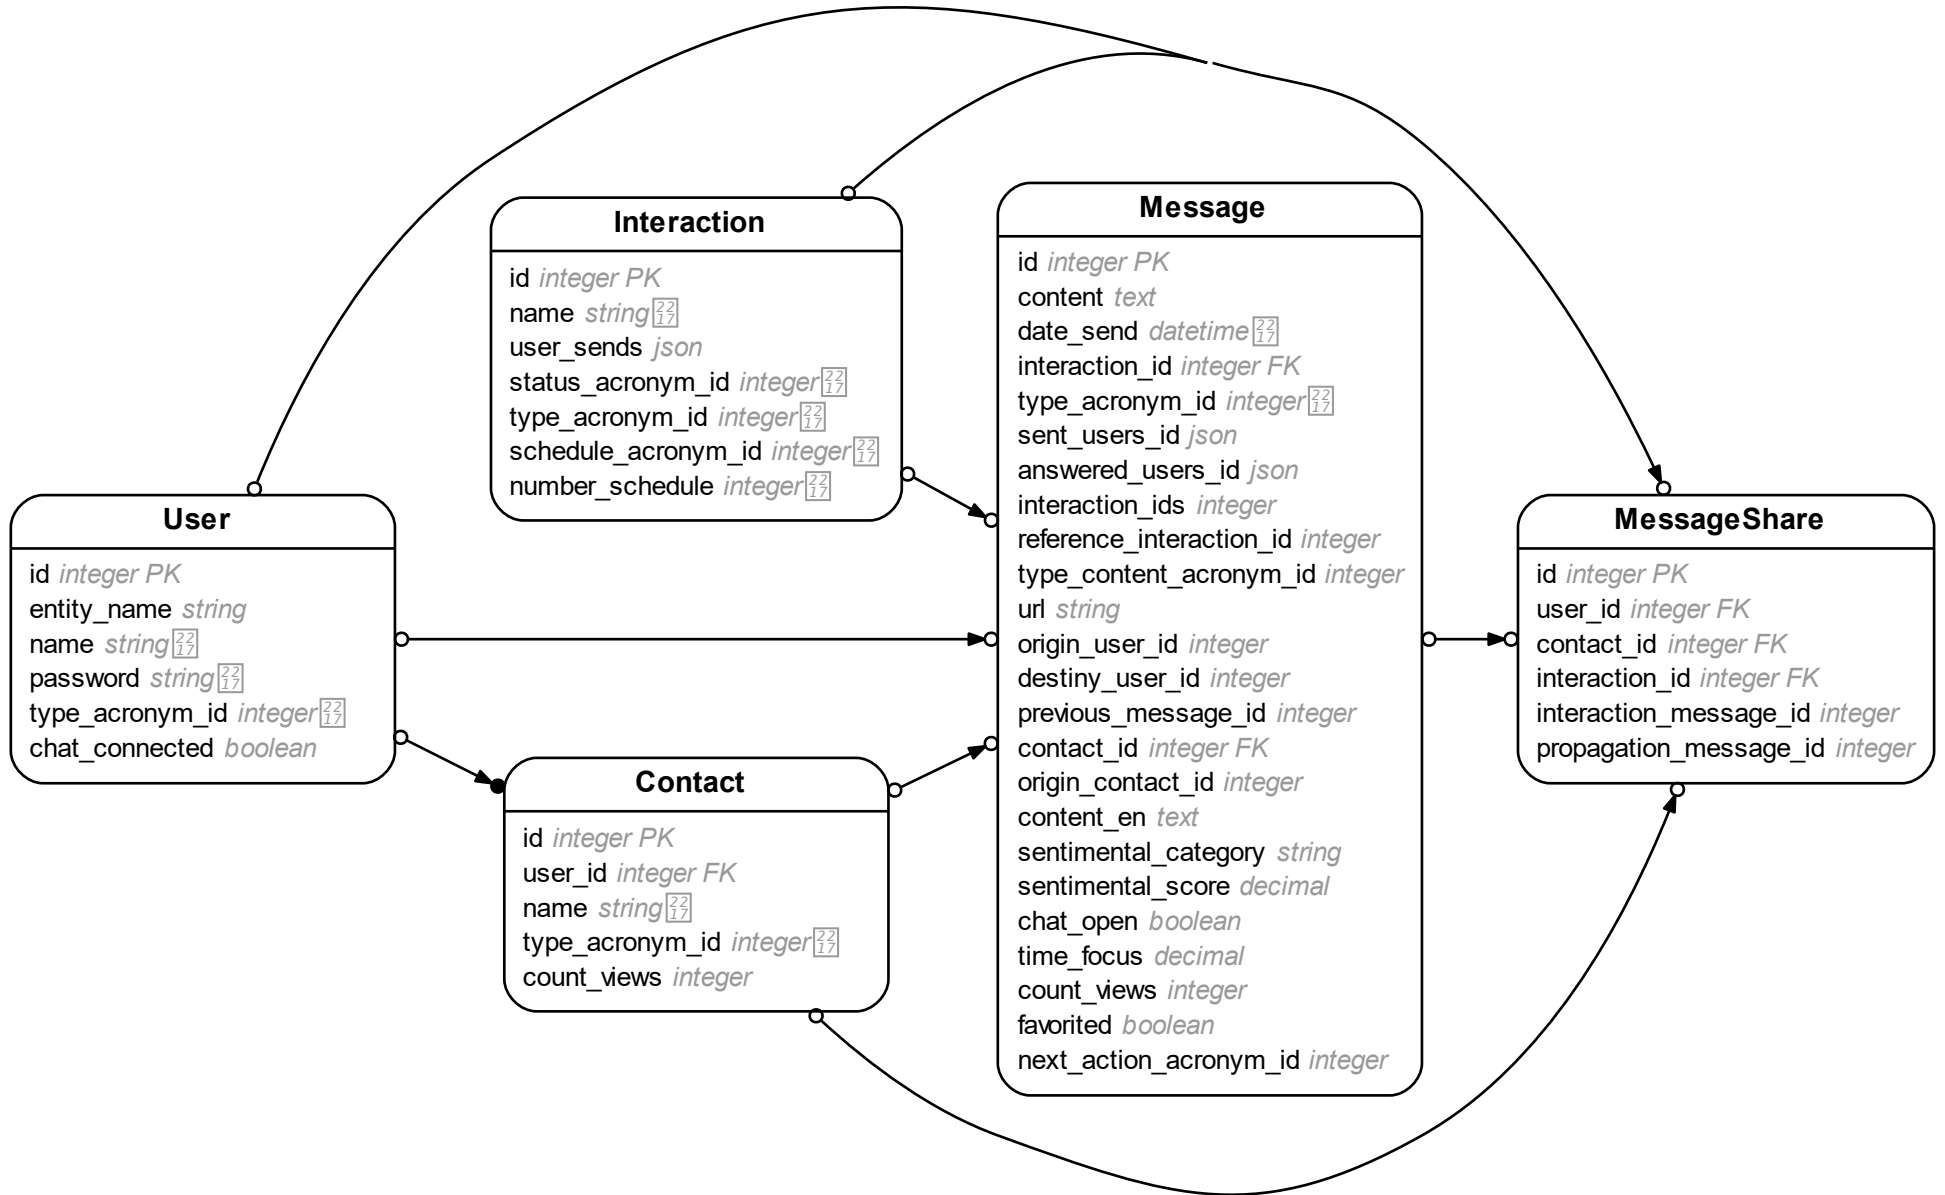 Interaction
id integer PK
name string
user_sends json
status_acronym_id integer
type_acronym_id integer
schedule_acronym_id integer
number_schedule integer
Message
id integer PK
content text
date_send datetime
interaction_id integer FK
type_acronym_id integer
sent_users_id json
answered_users_id json
interaction_ids integer
reference_interaction_id integer
type_content_acronym_id integer
url string
origin_user_id integer
destiny_user_id integer
previous_message_id integer
contact_id integer FK
origin_contact_id integer
content_en text
sentimental_category string
sentimental_score decimal
chat_open boolean
time_focus decimal
count_views integer
favorited boolean
next_action_acronym_id integer
User
id integer PK
entity_name string
name string
password string
type_acronym_id integer
chat_connected boolean
MessageShare
id integer PK
user_id integer FK
contact_id integer FK
interaction_id integer FK
interaction_message_id integer
propagation_message_id integer
Contact
id integer PK
user_id integer FK
name string
type_acronym_id integer
count_views integer